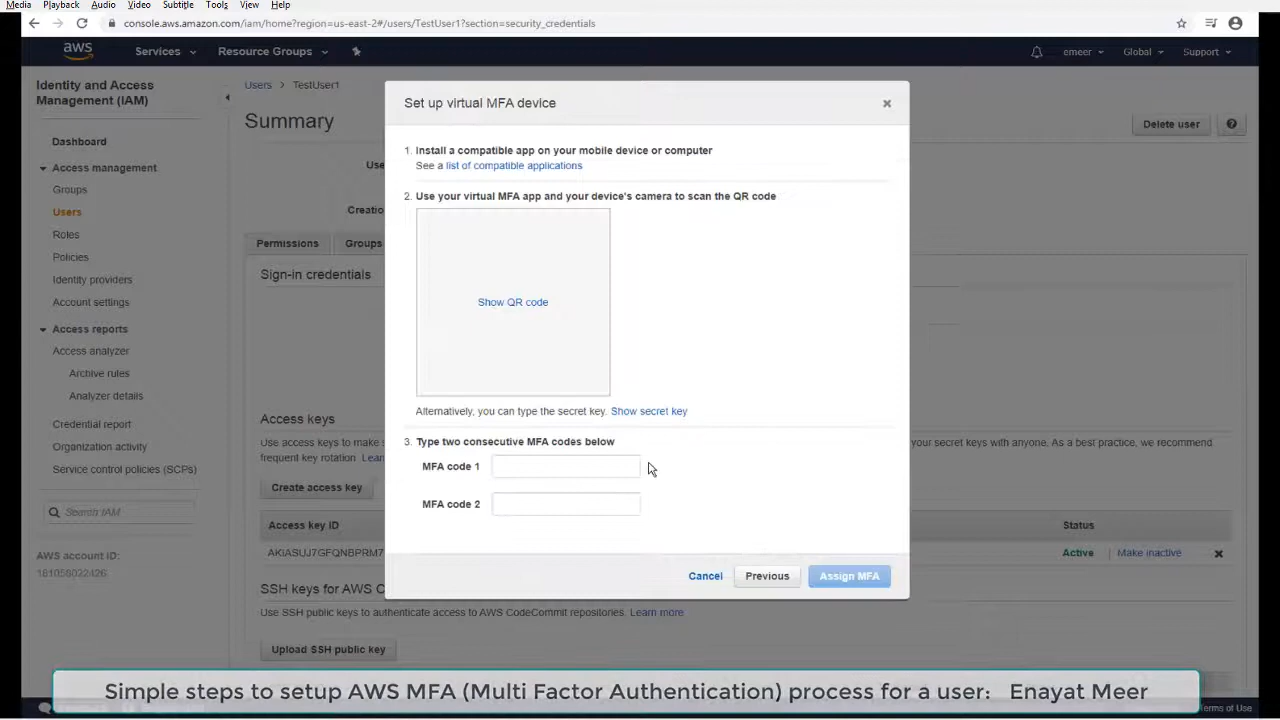 Media Playback Audio Video Subtitle Tools View Help
console.aws.amazon.com/iam/home?region=us-east-2#/users/TestUser1?section=security_credentials
aws Services Resource Groups emeer Global Support
Identity and Access
Management (IAM)
Dashboard
Access management
Groups
Users
Roles
Policies
Identity providers
Account settings
Access reports
Access analyzer
Archive rules
Analyzer details
Credential report
Organization activity
Service control policies (SCPs)
Search IAM
AWS account ID:
181058022426
Users > TestUser1
Summary
Delete user
Use
Creatio
Permissions Groups
Sign-in credentials
Access keys
Use access keys to make your secret keys with anyone. As a best practice, we recommend
frequent key rotation. Lear
Create access key
Access key ID Status
AKIASUJ7GFQNBPRM7 Active Make inactive
SSH keys for AWS C
Use SSH public keys to authenticate access to AWS CodeCommit repositories. Learn more
Upload SSH public key
Set up virtual MFA device
1. Install a compatible app on your mobile device or computer
See a list of compatible applications
2. Use your virtual MFA app and your device's camera to scan the QR code
Show QR code
Alternatively, you can type the secret key. Show secret key
3. Type two consecutive MFA codes below
MFA code 1
MFA code 2
Cancel Previous Assign MFA
Simple steps to setup AWS MFA (Multi Factor Authentication) process for a user: Enayat Meer
Terms of Use